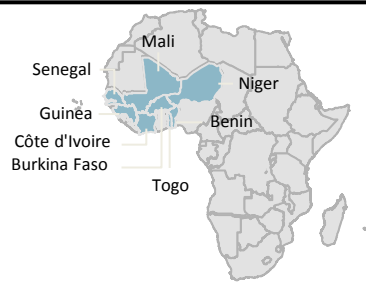 Mali
Senegal
Niger
Guinea
Benin
Côte d'Ivoire
Burkina Faso
Togo